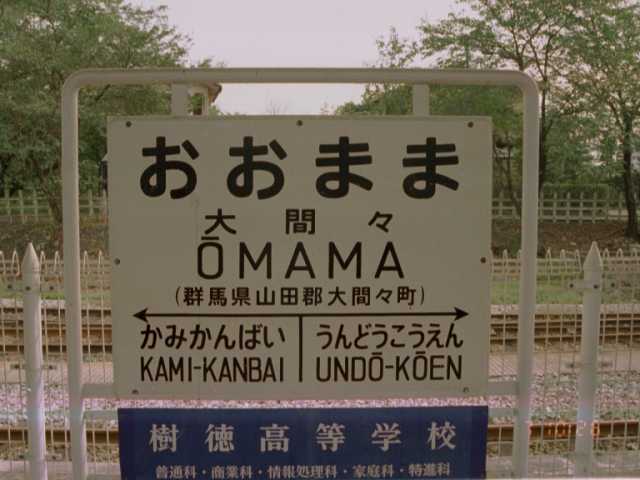 おおまま
大間々
ŌMAMA
(群馬県山田郡大間々町)
かみかんばい うんどうこうえん
KAMI-KANBAI UNDŌ-KŌEN
樹徳高等学校
普通科・商業科・情報処理科・家庭科・特進科